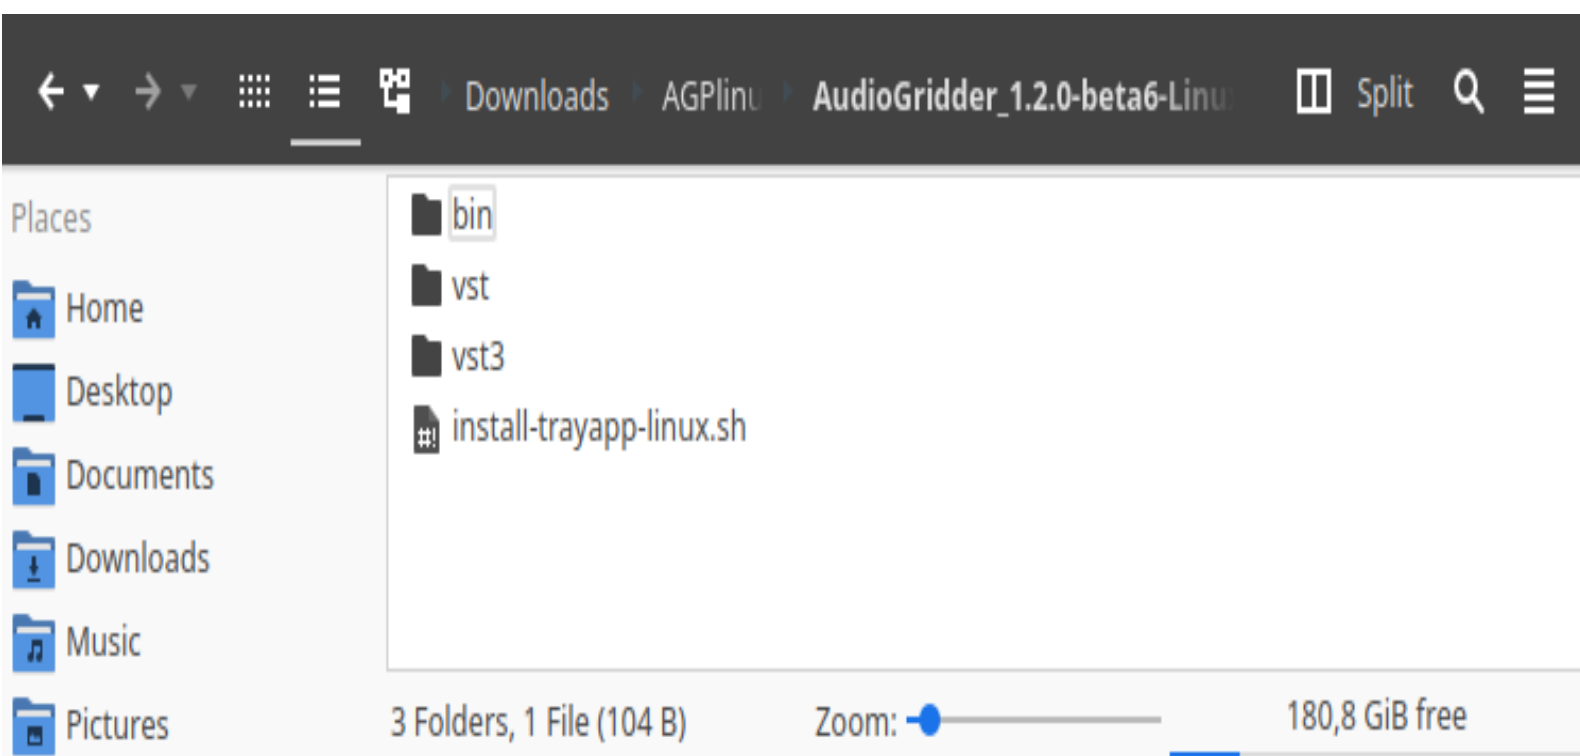 Downloads AGPlinu AudioGridder_1.2.0-beta6-Linu Split
Places
Home
Desktop
Documents
Downloads
Music
Pictures
bin
vst
vst3
install-trayapp-linux.sh
3 Folders, 1 File (104 B) Zoom: 180,8 GiB free